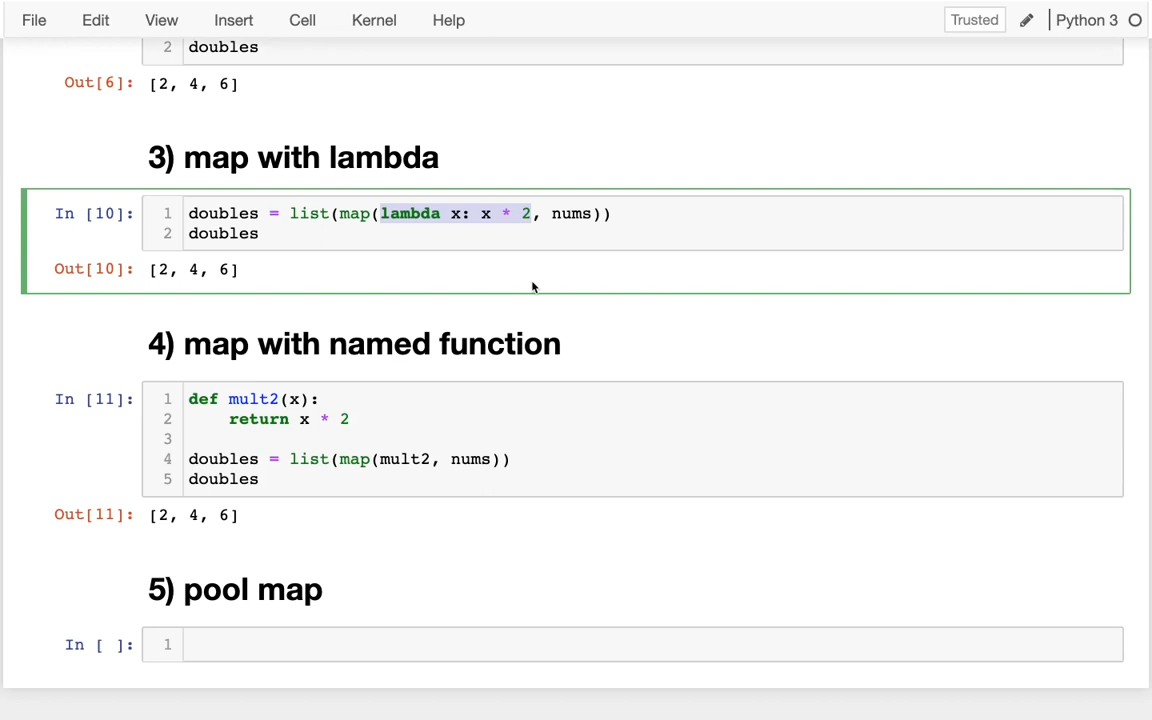 File Edit View Insert Cell Kernel Help Trusted Python 3
2 doubles
Out[6]: [2, 4, 6]
3) map with lambda
In [10]: 1 doubles = list(map(lambda x: x * 2, nums))
2 doubles
Out[10]: [2, 4, 6]
4) map with named function
In [11]: 1 def mult2(x):
2     return x * 2
3
4 doubles = list(map(mult2, nums))
5 doubles
Out[11]: [2, 4, 6]
5) pool map
In [ ]: 1